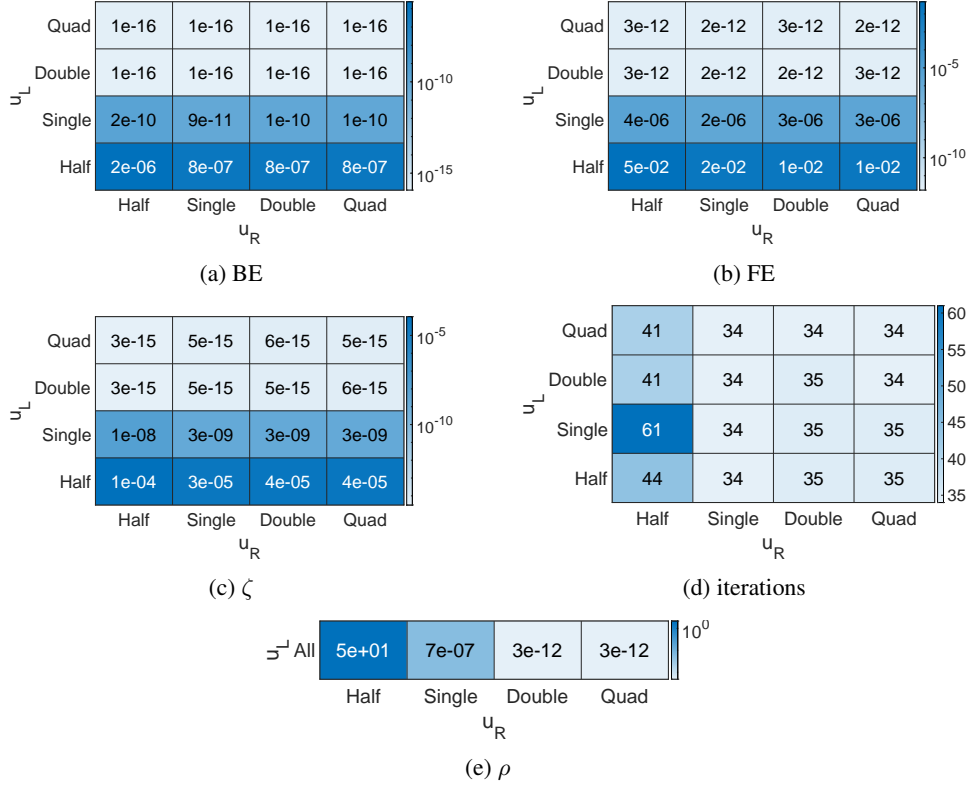 Quad 1e-16 1e-16 1e-16 1e-16
Double 1e-16 1e-16 1e-16 1e-16
Single 2e-10 9e-11 1e-10 1e-10
Half 2e-06 8e-07 8e-07 8e-07
u_L
10^-10
10^-15
Half Single Double Quad
u_R
(a) BE
Quad 3e-12 2e-12 3e-12 2e-12
Double 3e-12 2e-12 2e-12 3e-12
Single 4e-06 2e-06 3e-06 3e-06
Half 5e-02 2e-02 1e-02 1e-02
u_L
10^-5
10^-10
Half Single Double Quad
u_R
(b) FE
Quad 3e-15 5e-15 6e-15 5e-15
Double 3e-15 5e-15 5e-15 6e-15
Single 1e-08 3e-09 3e-09 3e-09
Half 1e-04 3e-05 4e-05 4e-05
u_L
10^-5
10^-10
Half Single Double Quad
u_R
(c) ζ
Quad 41 34 34 34
Double 41 34 35 34
Single 61 34 35 35
Half 44 34 35 35
u_L
60
55
50
45
40
35
Half Single Double Quad
u_R
(d) iterations
u_L All 5e+01 7e-07 3e-12 3e-12
10^0
Half Single Double Quad
u_R
(e) ρ